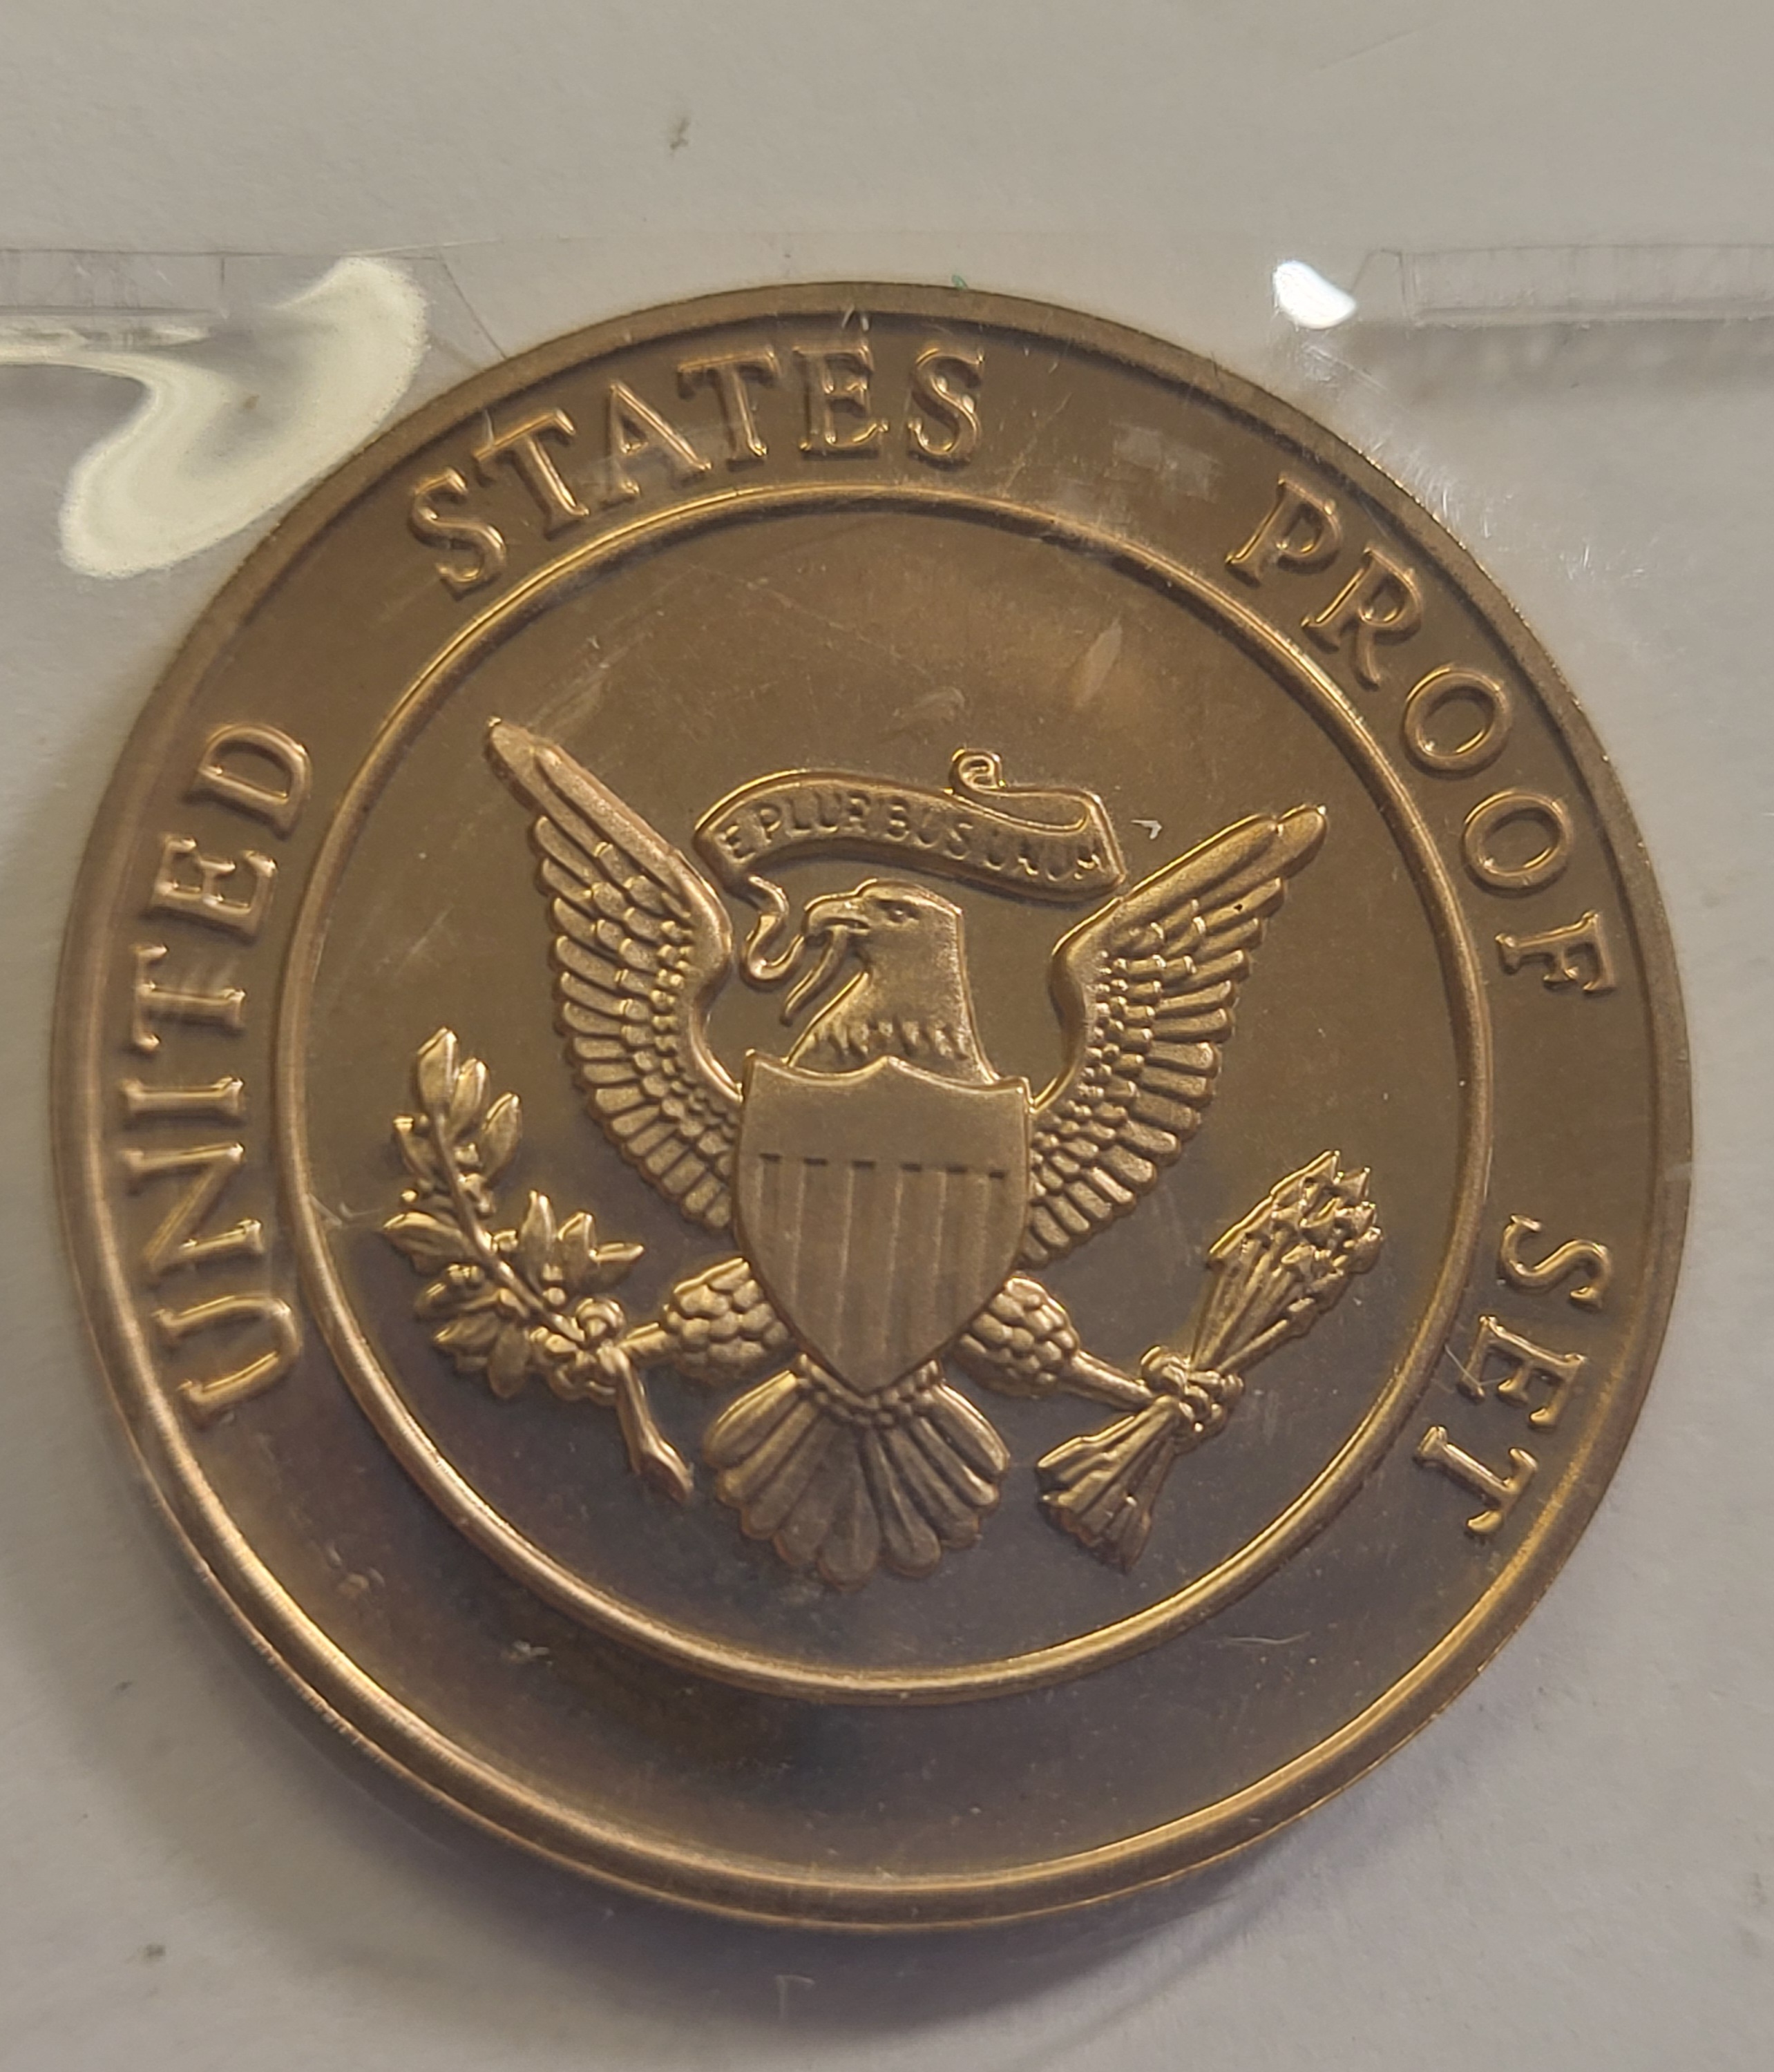 UNITED STATES PROOF SET
E PLURIBUS UNUM